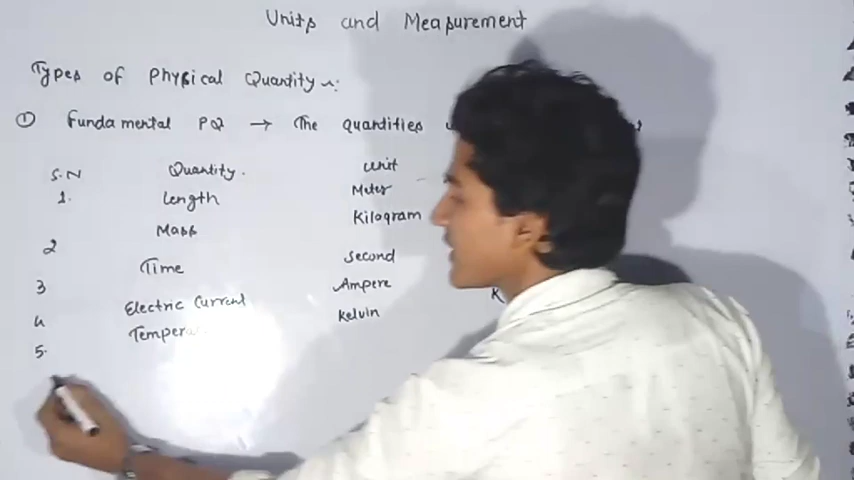 Units and Measurement
Types of Physical Quantity :
① Fundamental PQ → The quantities
S.N Quantity. Unit
1. Length Meter
2 Mass Kilogram
3 Time Second
4 Electric Current Ampere
5. Kelvin
K